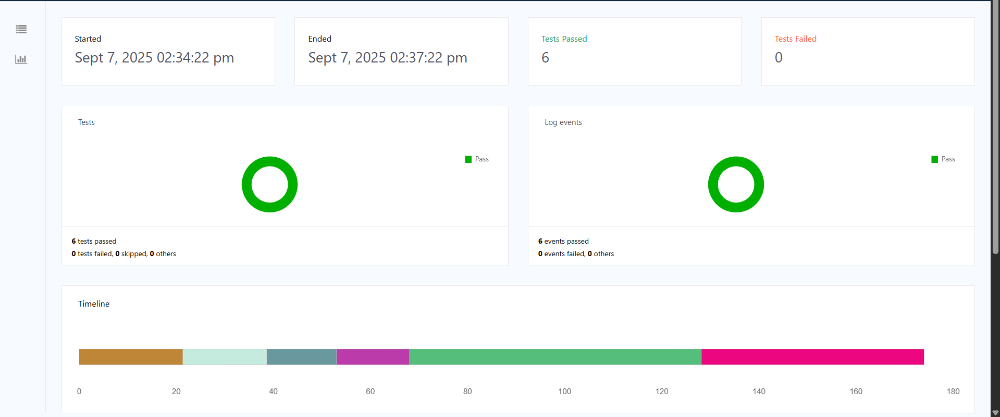 Started
Sept 7, 2025 02:34:22 pm
Ended
Sept 7, 2025 02:37:22 pm
Tests Passed
6
Tests Failed
0
Tests
Pass
6 tests passed
0 tests failed, 0 skipped, 0 others
Log events
Pass
6 events passed
0 events failed, 0 others
Timeline
0 20 40 60 80 100 120 140 160 180